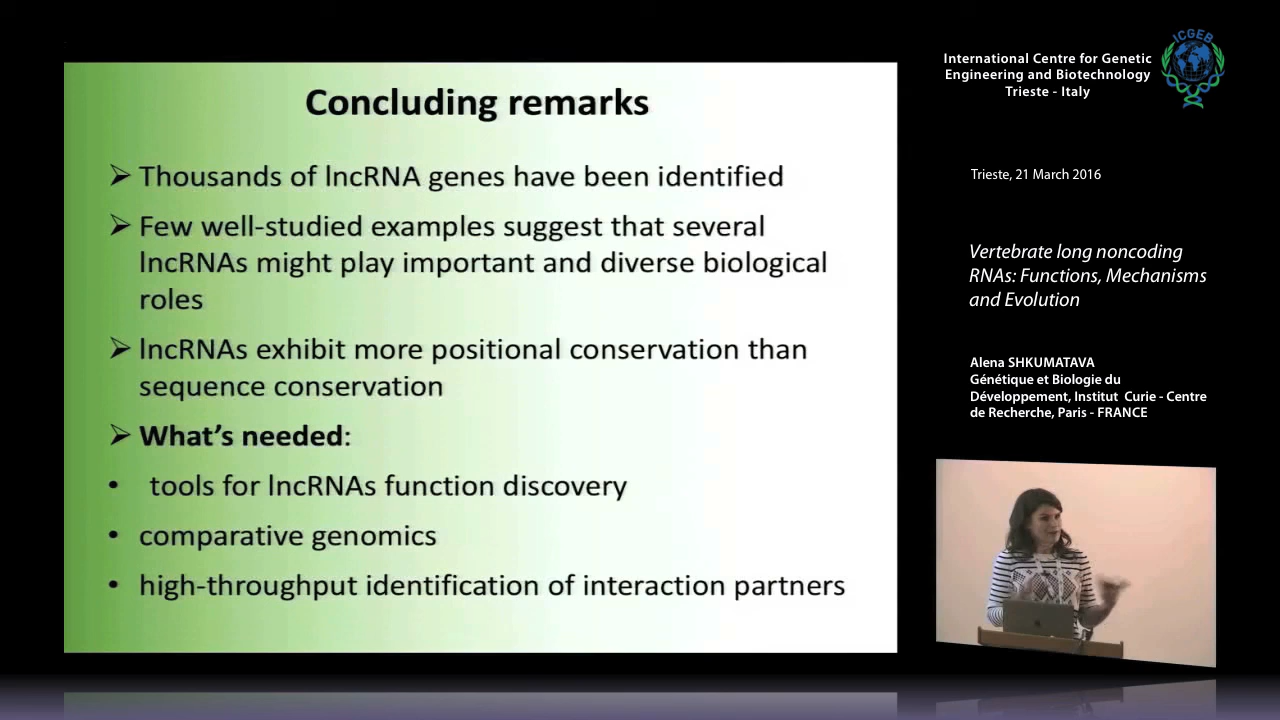 Concluding remarks
➢ Thousands of lncRNA genes have been identified
➢ Few well-studied examples suggest that several
lncRNAs might play important and diverse biological
roles
➢ lncRNAs exhibit more positional conservation than
sequence conservation
➢ What's needed:
• tools for lncRNAs function discovery
• comparative genomics
• high-throughput identification of interaction partners
International Centre for Genetic
Engineering and Biotechnology
Trieste - Italy
ICGEB
Trieste, 21 March 2016
Vertebrate long noncoding
RNAs: Functions, Mechanisms
and Evolution
Alena SHKUMATAVA
Génétique et Biologie du
Développement, Institut Curie - Centre
de Recherche, Paris - FRANCE